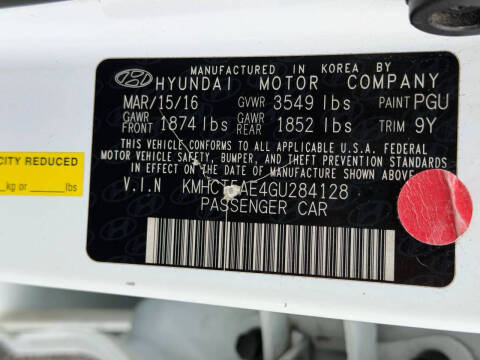 MANUFACTURED IN KOREA BY
HYUNDAI MOTOR COMPANY
MAR/15/16 GVWR 3549 lbs PAINT PGU
GAWR FRONT 1874 lbs GAWR REAR 1852 lbs TRIM 9Y
THIS VEHICLE CONFORMS TO ALL APPLICABLE U.S.A. FEDERAL
MOTOR VEHICLE SAFETY, BUMPER, AND THEFT PREVENTION STANDARDS
IN EFFECT ON THE DATE OF MANUFACTURE SHOWN ABOVE.
V.I.N KMHCT5AE4GU284128
PASSENGER CAR
CITY REDUCED
kg or lbs